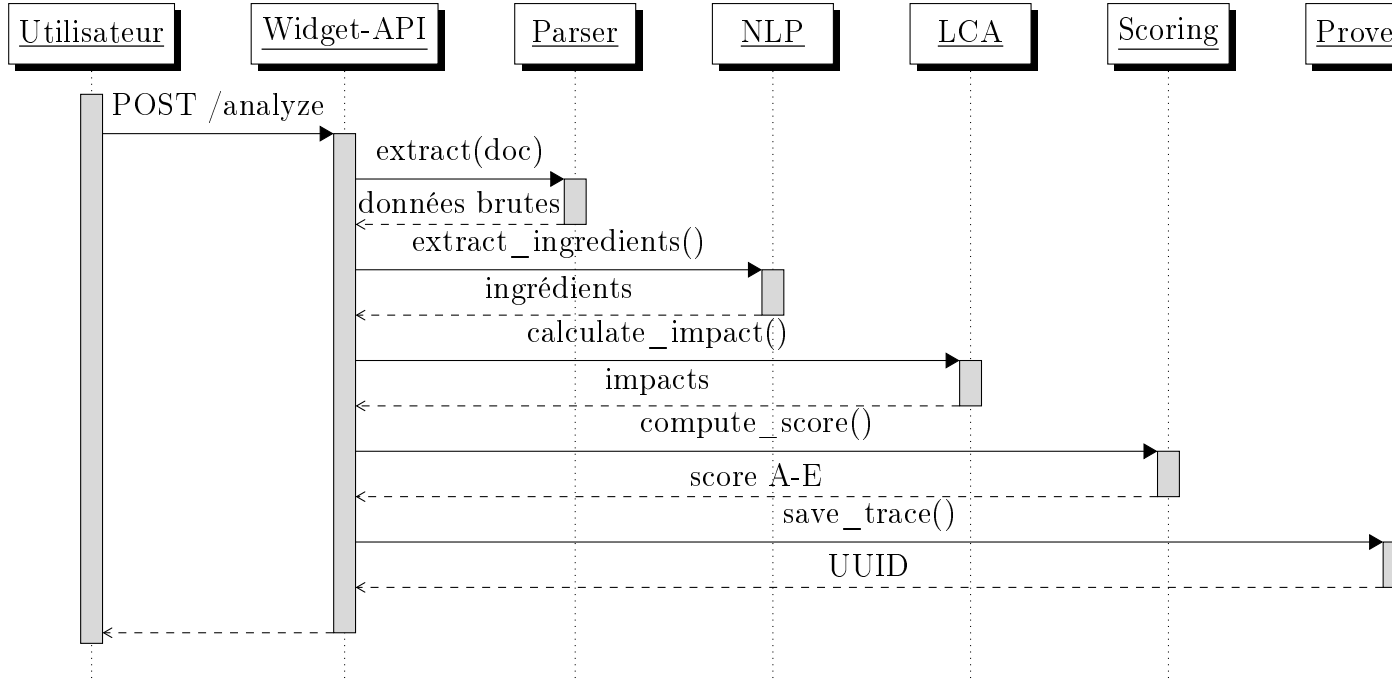 Utilisateur
Widget-API
Parser
NLP
LCA
Scoring
Prove
POST /analyze
extract(doc)
données brutes
extract_ingredients()
ingrédients
calculate_impact()
impacts
compute_score()
score A-E
save_trace()
UUID